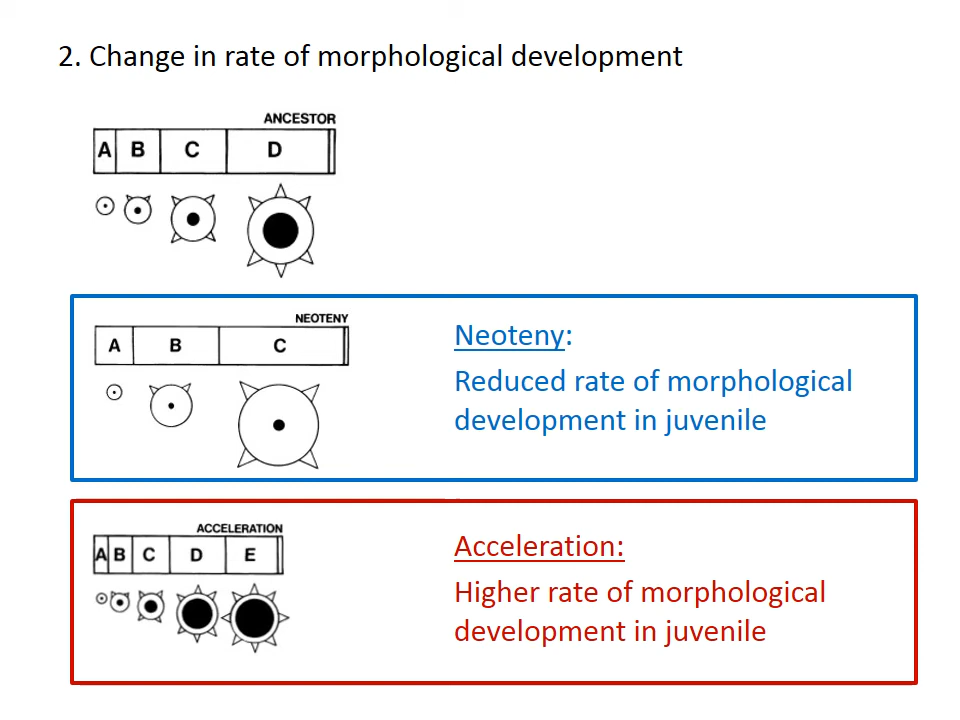 2. Change in rate of morphological development
ANCESTOR
A B C D
NEOTENY
A B C
Neoteny:
Reduced rate of morphological
development in juvenile
ACCELERATION
A B C D E
Acceleration:
Higher rate of morphological
development in juvenile